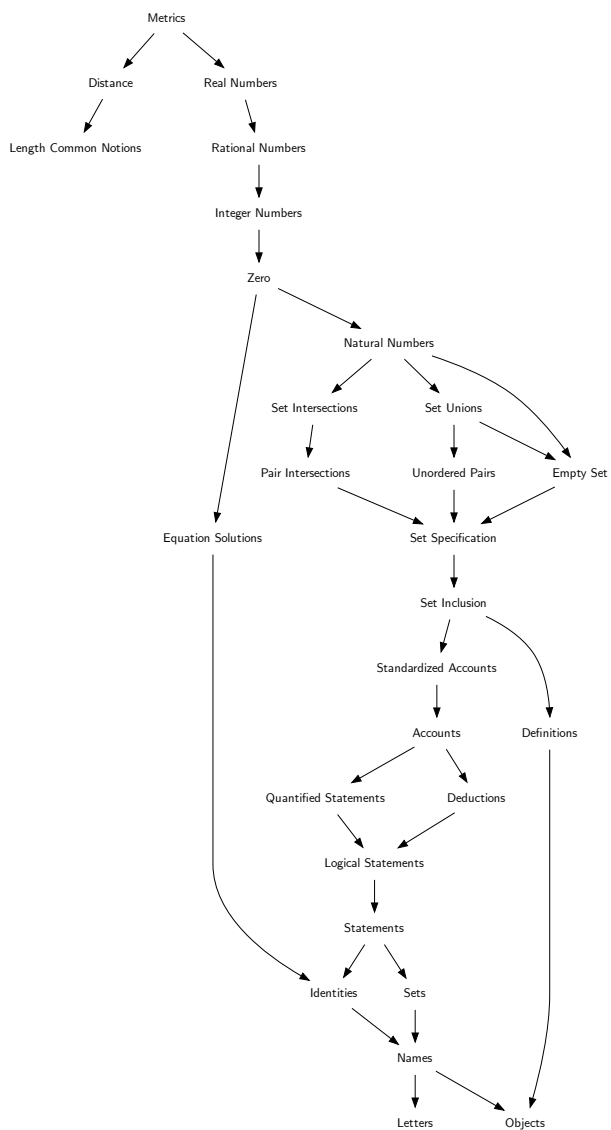 Metrics
Distance
Real Numbers
Length Common Notions
Rational Numbers
Integer Numbers
Zero
Natural Numbers
Set Intersections
Set Unions
Pair Intersections
Unordered Pairs
Empty Set
Equation Solutions
Set Specification
Set Inclusion
Standardized Accounts
Accounts
Definitions
Quantified Statements
Deductions
Logical Statements
Statements
Identities
Sets
Names
Letters
Objects